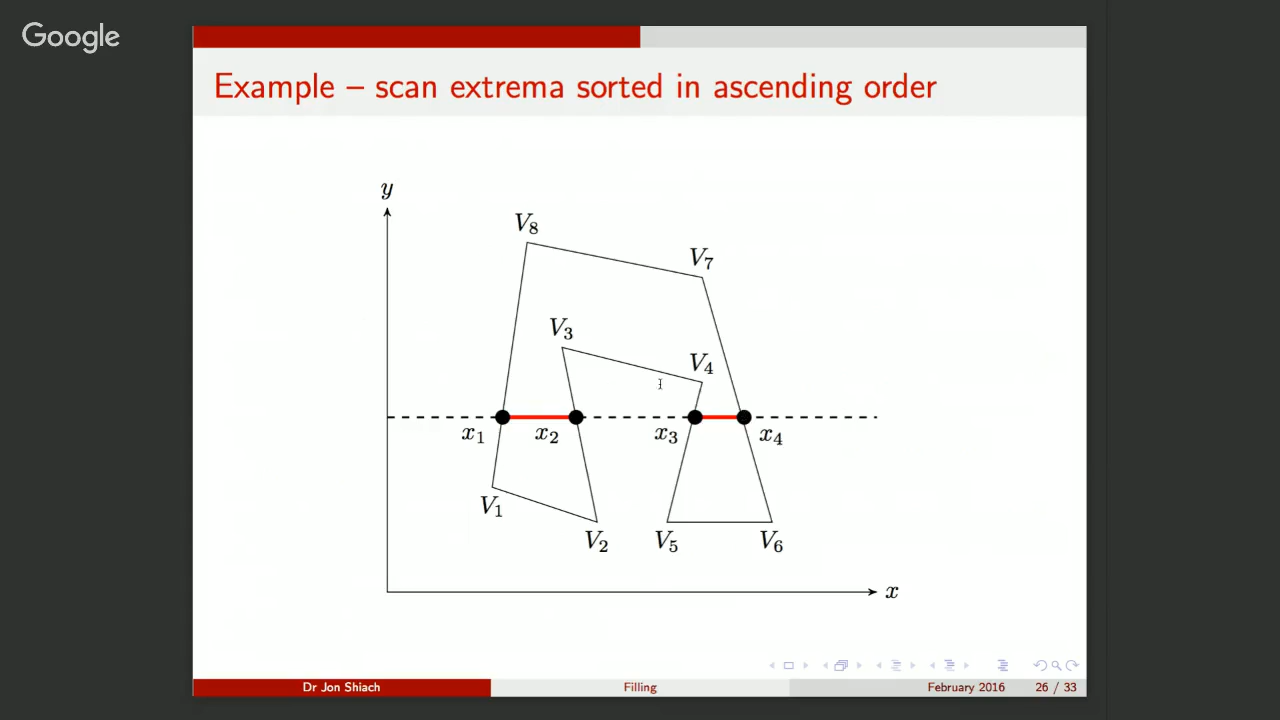 Google
Example – scan extrema sorted in ascending order
y
V8
V7
V3
V4
x1 x2 x3 x4
V1
V2 V5 V6
x
Dr Jon Shiach Filling February 2016 26 / 33